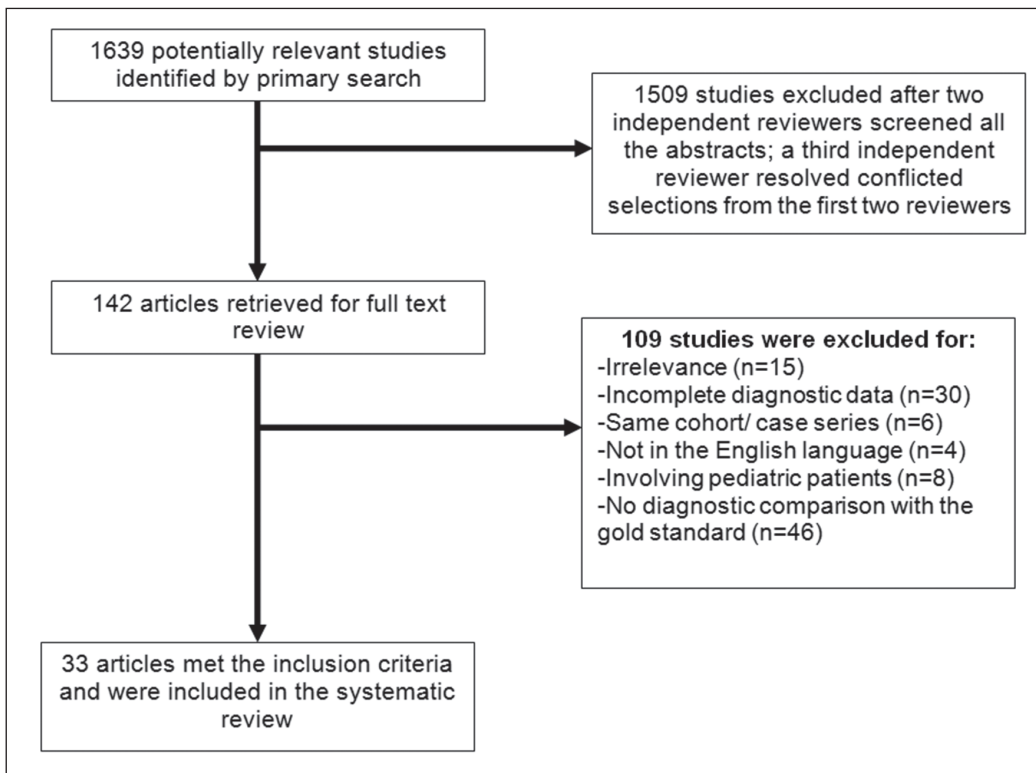 1639 potentially relevant studies
identified by primary search
1509 studies excluded after two
independent reviewers screened all
the abstracts; a third independent
reviewer resolved conflicted
selections from the first two reviewers
142 articles retrieved for full text
review
109 studies were excluded for:
-Irrelevance (n=15)
-Incomplete diagnostic data (n=30)
-Same cohort/ case series (n=6)
-Not in the English language (n=4)
-Involving pediatric patients (n=8)
-No diagnostic comparison with the
gold standard (n=46)
33 articles met the inclusion criteria
and were included in the systematic
review